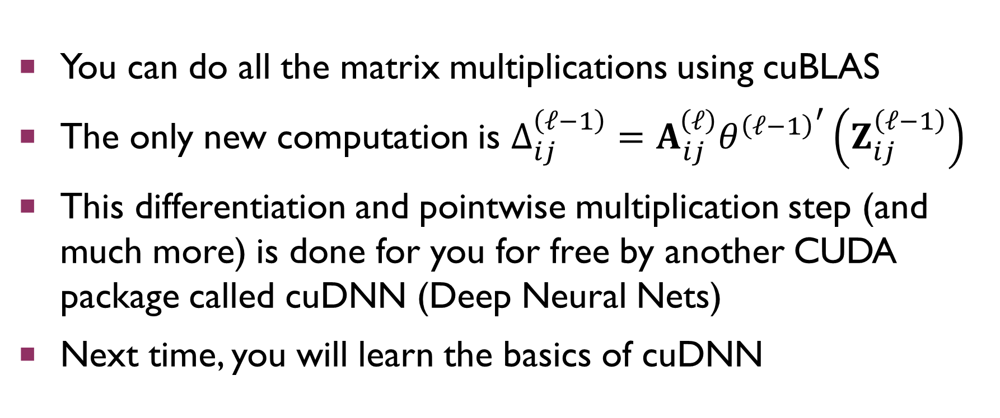 ▪ You can do all the matrix multiplications using cuBLAS
▪ The only new computation is $\Delta_{ij}^{(\ell-1)} = \mathbf{A}_{ij}^{(\ell)} \theta^{(\ell-1)'} \left( \mathbf{Z}_{ij}^{(\ell-1)} \right)$
▪ This differentiation and pointwise multiplication step (and
much more) is done for you for free by another CUDA
package called cuDNN (Deep Neural Nets)
▪ Next time, you will learn the basics of cuDNN